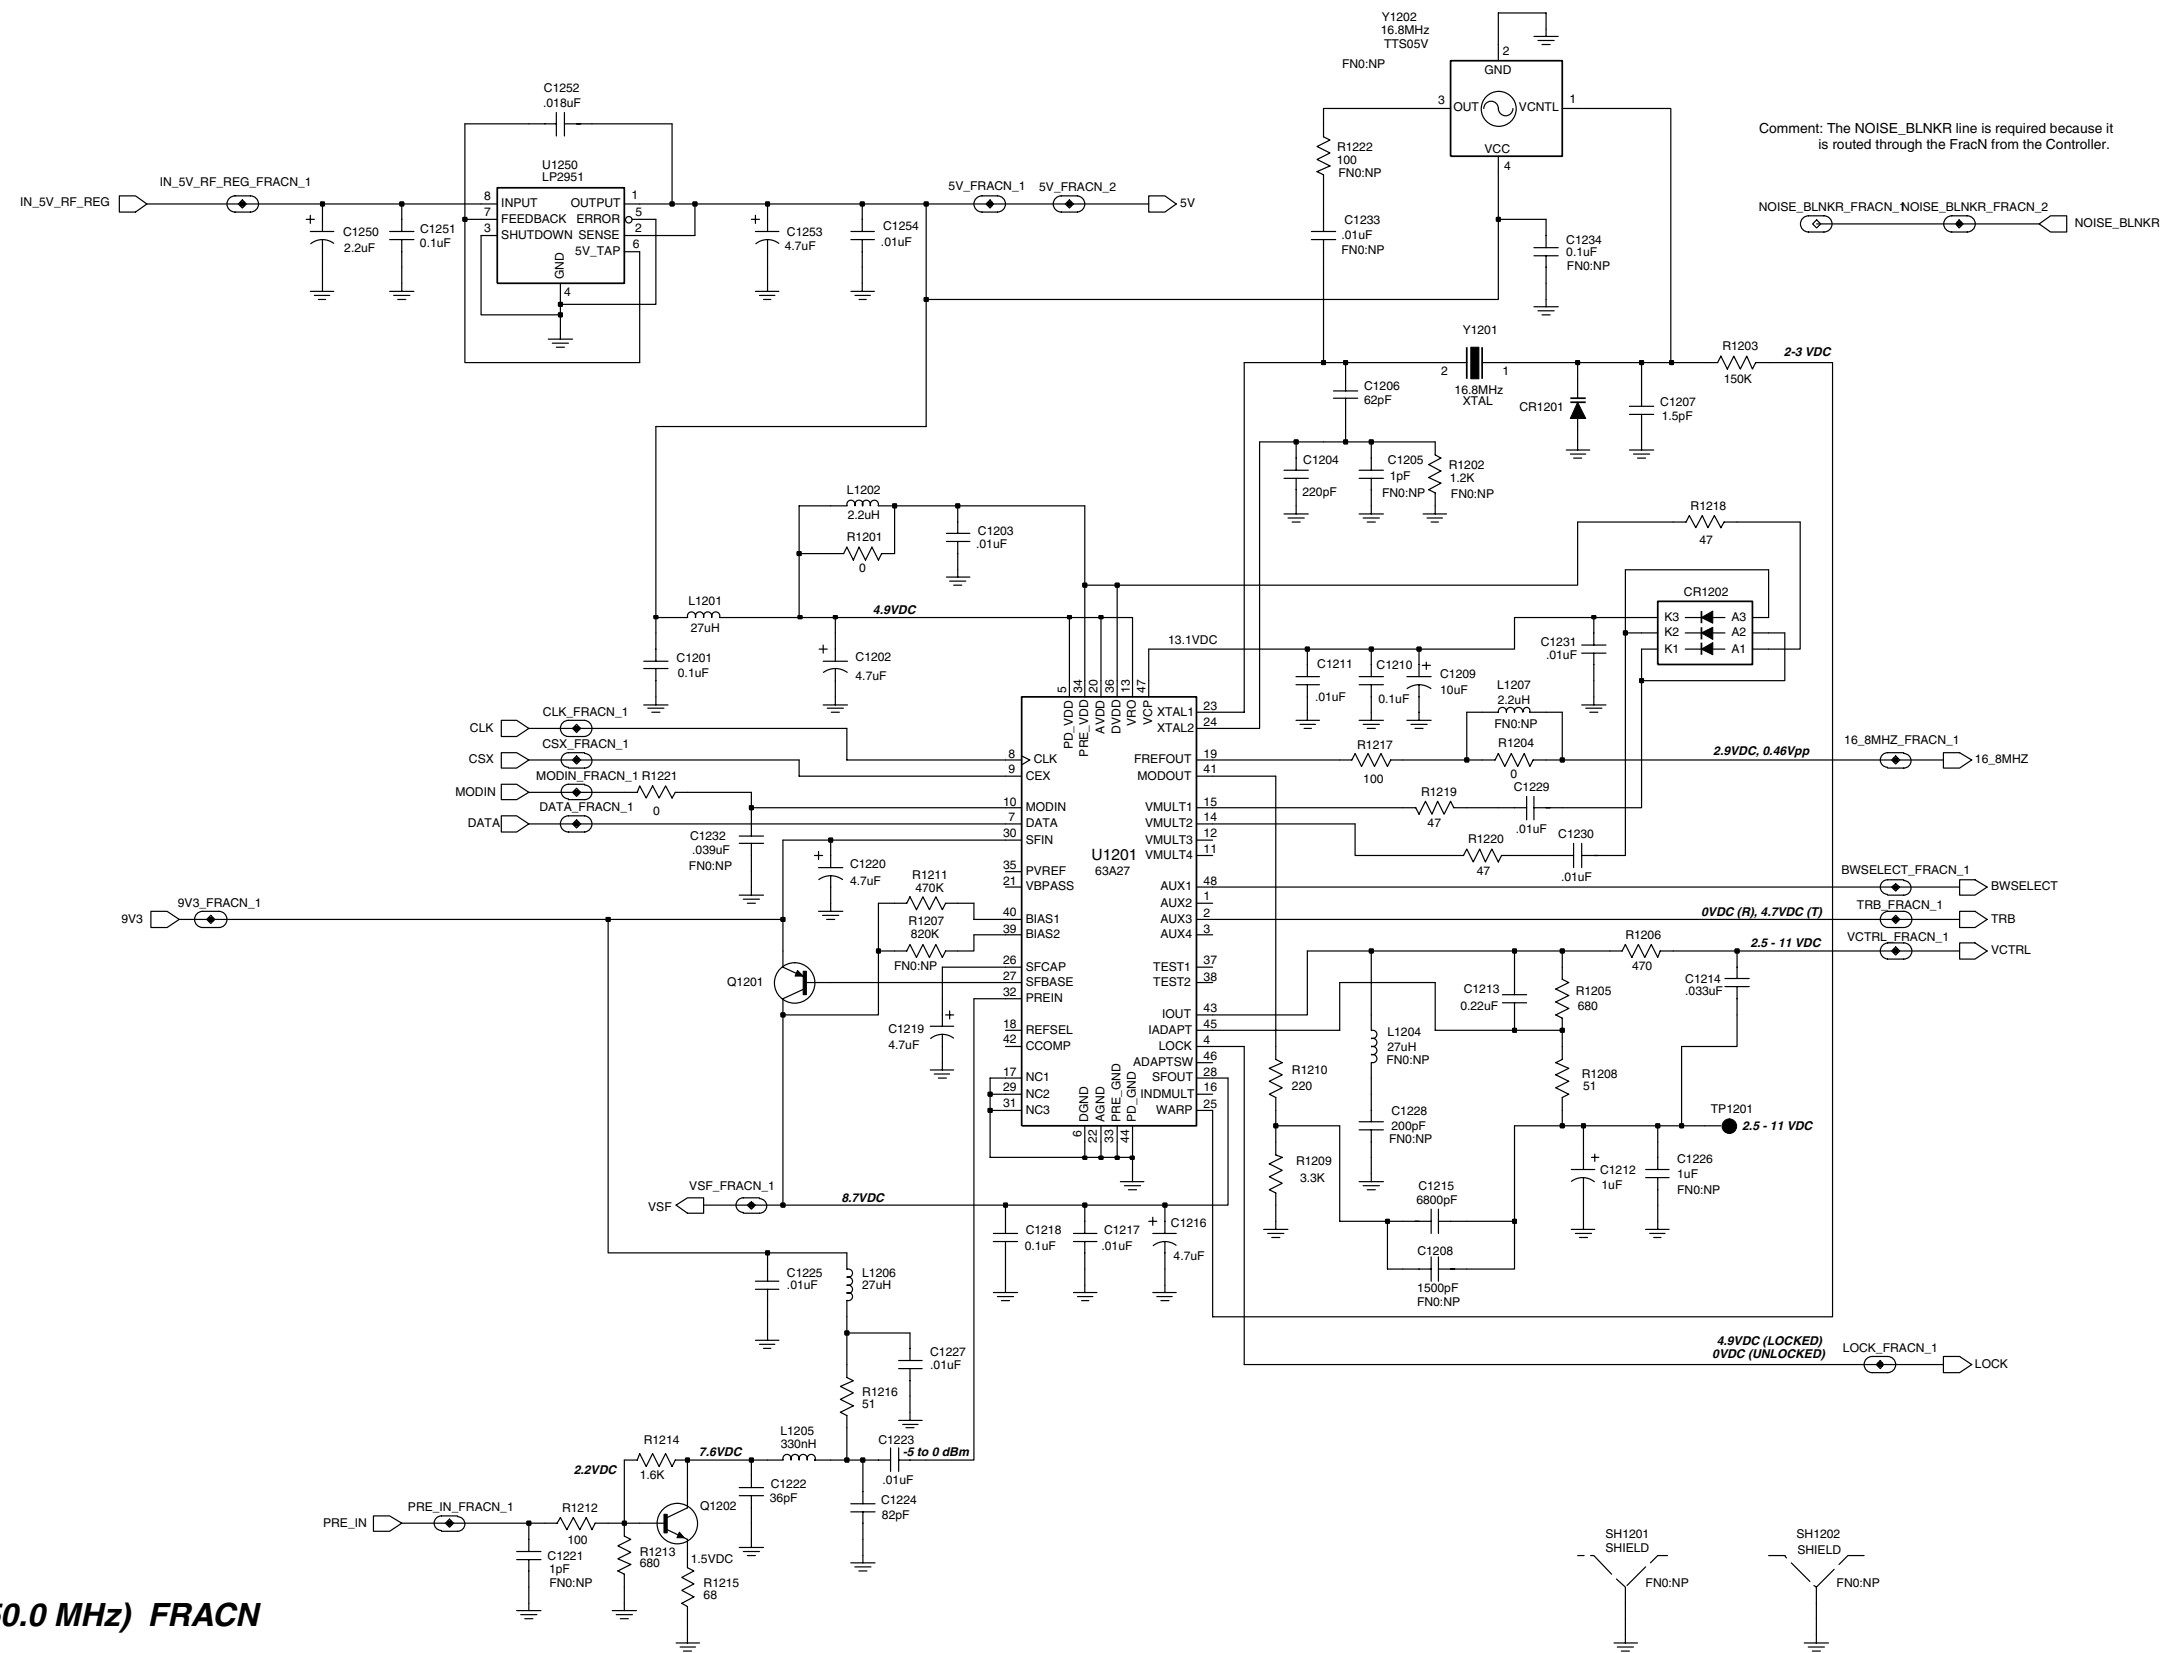 Y1202
16.8MHz
TTS05V
FN0:NP
2
GND
3
OUT
VCNTL
1
VCC
4
R1222
100
FN0:NP
C1233
.01uF
FN0:NP
C1234
0.1uF
FN0:NP
Comment: The NOISE_BLNKR line is required because it
is routed through the FracN from the Controller.
NOISE_BLNKR_FRACN_1
NOISE_BLNKR_FRACN_2
NOISE_BLNKR
C1252
.018uF
U1250
LP2951
IN_5V_RF_REG
IN_5V_RF_REG_FRACN_1
8 INPUT OUTPUT 1
7 FEEDBACK ERROR 5
3 SHUTDOWN SENSE 2
5V_TAP 6
GND
4
+
C1250
2.2uF
C1251
0.1uF
+
C1253
4.7uF
C1254
.01uF
5V_FRACN_1
5V_FRACN_2
5V
Y1201
2
1
16.8MHz
XTAL
R1203
150K
2-3 VDC
C1206
62pF
CR1201
C1207
1.5pF
C1204
220pF
C1205
1pF
FN0:NP
R1202
1.2K
FN0:NP
L1202
2.2uH
R1201
0
C1203
.01uF
R1218
47
L1201
27uH
4.9VDC
C1201
0.1uF
+
C1202
4.7uF
13.1VDC
CR1202
K3 A3
K2 A2
K1 A1
C1231
.01uF
C1211
.01uF
C1210
0.1uF
+
C1209
10uF
L1207
2.2uH
FN0:NP
R1217
100
R1204
0
2.9VDC, 0.46Vpp
16_8MHZ_FRACN_1
16_8MHZ
CLK
CLK_FRACN_1
CSX
CSX_FRACN_1
MODIN
MODIN_FRACN_1
R1221
0
DATA
DATA_FRACN_1
C1232
.039uF
FN0:NP
+
C1220
4.7uF
R1219
47
C1229
.01uF
R1220
47
C1230
.01uF
5 PD_VDD
34 PRE_VDD
20 AVDD
36 DVDD
13 VRO
47 VCP
U1201
63A27
8 CLK
9 CEX
10 MODIN
7 DATA
30 SFIN
35 PVREF
21 VBPASS
40 BIAS1
39 BIAS2
26 SFCAP
27 SFBASE
32 PREIN
18 REFSEL
42 CCOMP
17 NC1
29 NC2
31 NC3
XTAL1 23
XTAL2 24
FREFOUT 19
MODOUT 41
VMULT1 15
VMULT2 14
VMULT3 12
VMULT4 11
AUX1 48
AUX2 1
AUX3 2
AUX4 3
TEST1 37
TEST2 38
IOUT 43
IADAPT 45
LOCK 4
ADAPTSW 46
SFOUT 28
INDMULT 16
WARP 25
DGND 6
AGND 22
PRE_GND 33
PD_GND 44
9V3
9V3_FRACN_1
R1211
470K
R1207
820K
FN0:NP
Q1201
+
C1219
4.7uF
BWSELECT_FRACN_1
BWSELECT
0VDC (R), 4.7VDC (T)
TRB_FRACN_1
TRB
VCTRL_FRACN_1
VCTRL
2.5 - 11 VDC
R1206
470
C1214
.033uF
C1213
0.22uF
R1205
680
L1204
27uH
FN0:NP
R1208
51
R1210
220
C1228
200pF
FN0:NP
TP1201
2.5 - 11 VDC
R1209
3.3K
+
C1212
1uF
C1226
1uF
FN0:NP
C1215
6800pF
C1208
1500pF
FN0:NP
VSF
VSF_FRACN_1
8.7VDC
C1218
0.1uF
C1217
.01uF
+
C1216
4.7uF
C1225
.01uF
L1206
27uH
C1227
.01uF
R1216
51
4.9VDC (LOCKED)
0VDC (UNLOCKED)
LOCK_FRACN_1
LOCK
R1214
1.6K
7.6VDC
L1205
330nH
C1223
.01uF
-5 to 0 dBm
2.2VDC
C1222
36pF
C1224
82pF
Q1202
PRE_IN
PRE_IN_FRACN_1
R1212
100
C1221
1pF
FN0:NP
R1213
680
1.5VDC
R1215
68
SH1201
SHIELD
FN0:NP
SH1202
SHIELD
FN0:NP
0.0 MHz) FRACN